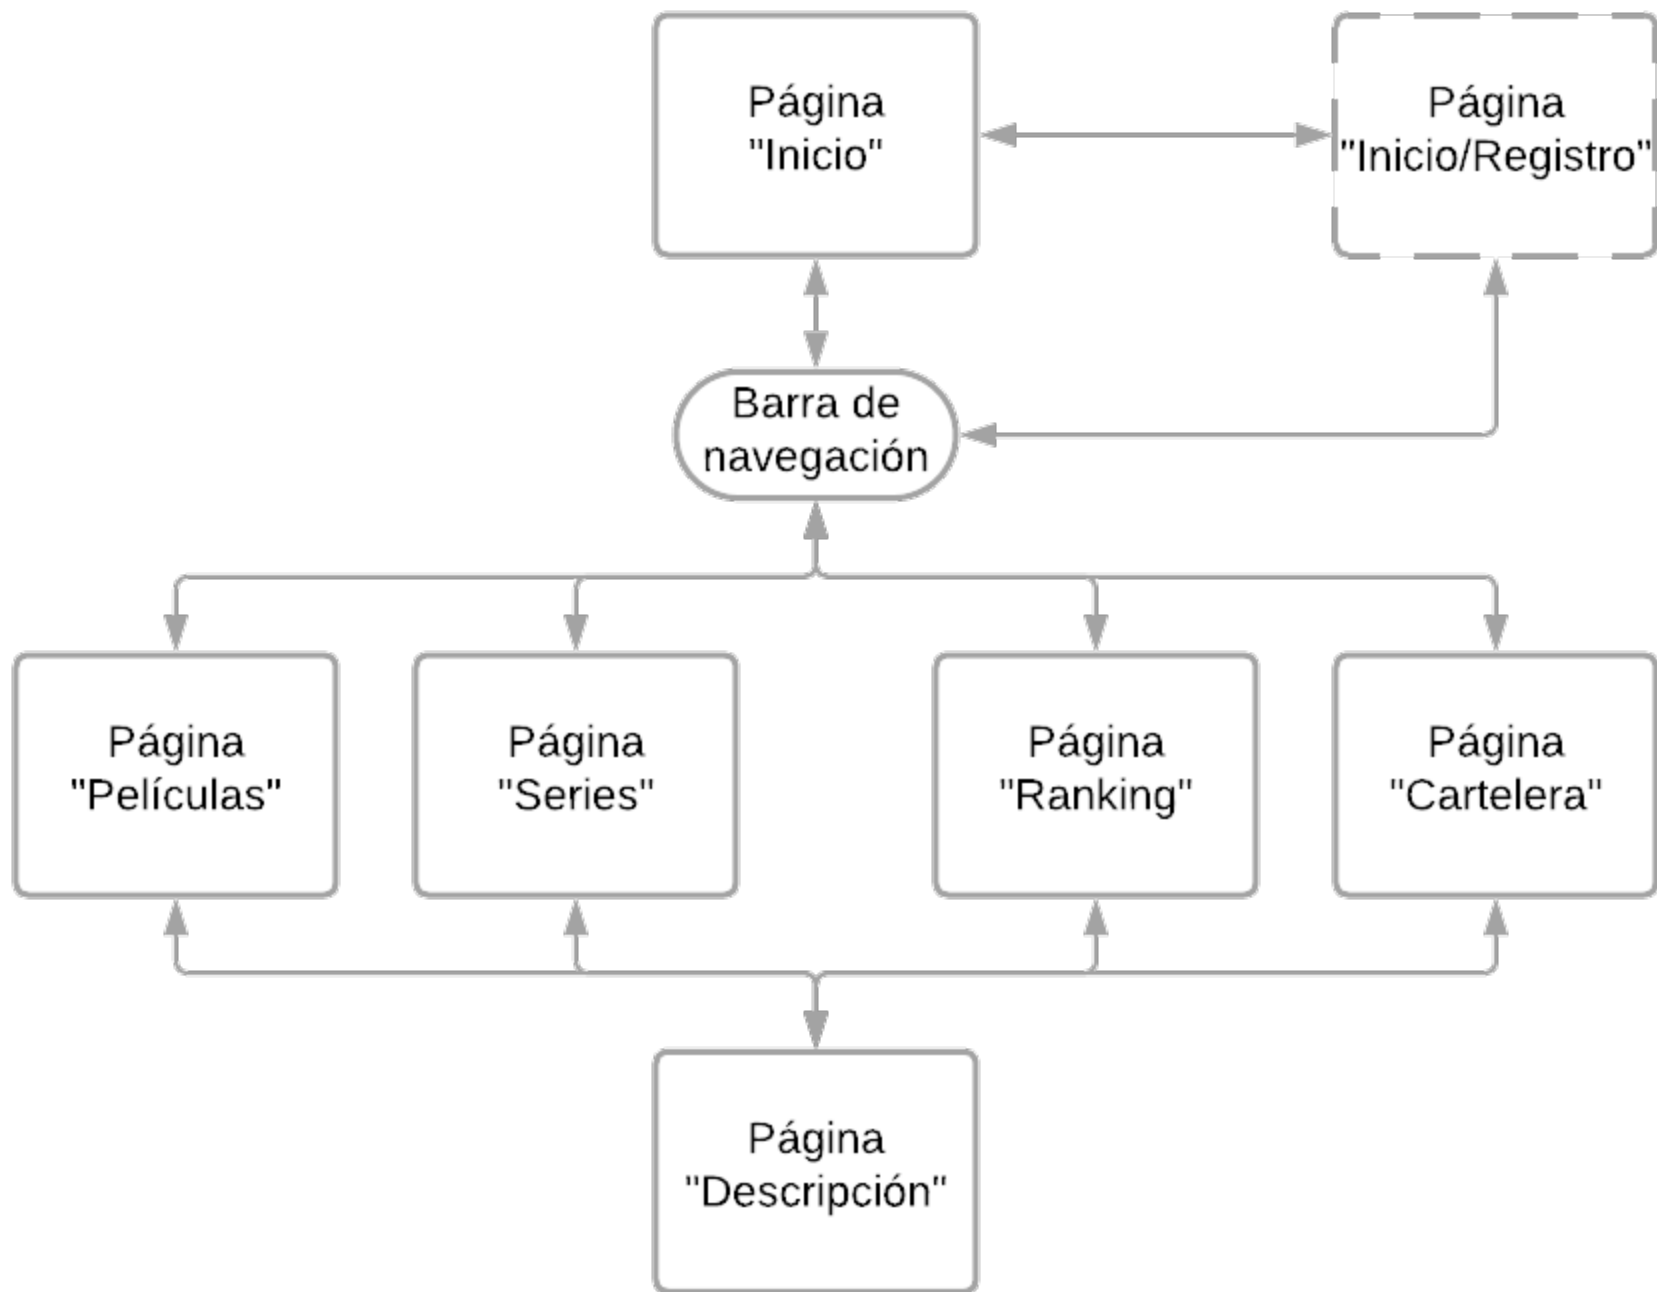 Página
"Inicio"
Página
"Inicio/Registro"
Barra de
navegación
Página
"Películas"
Página
"Series"
Página
"Ranking"
Página
"Cartelera"
Página
"Descripción"